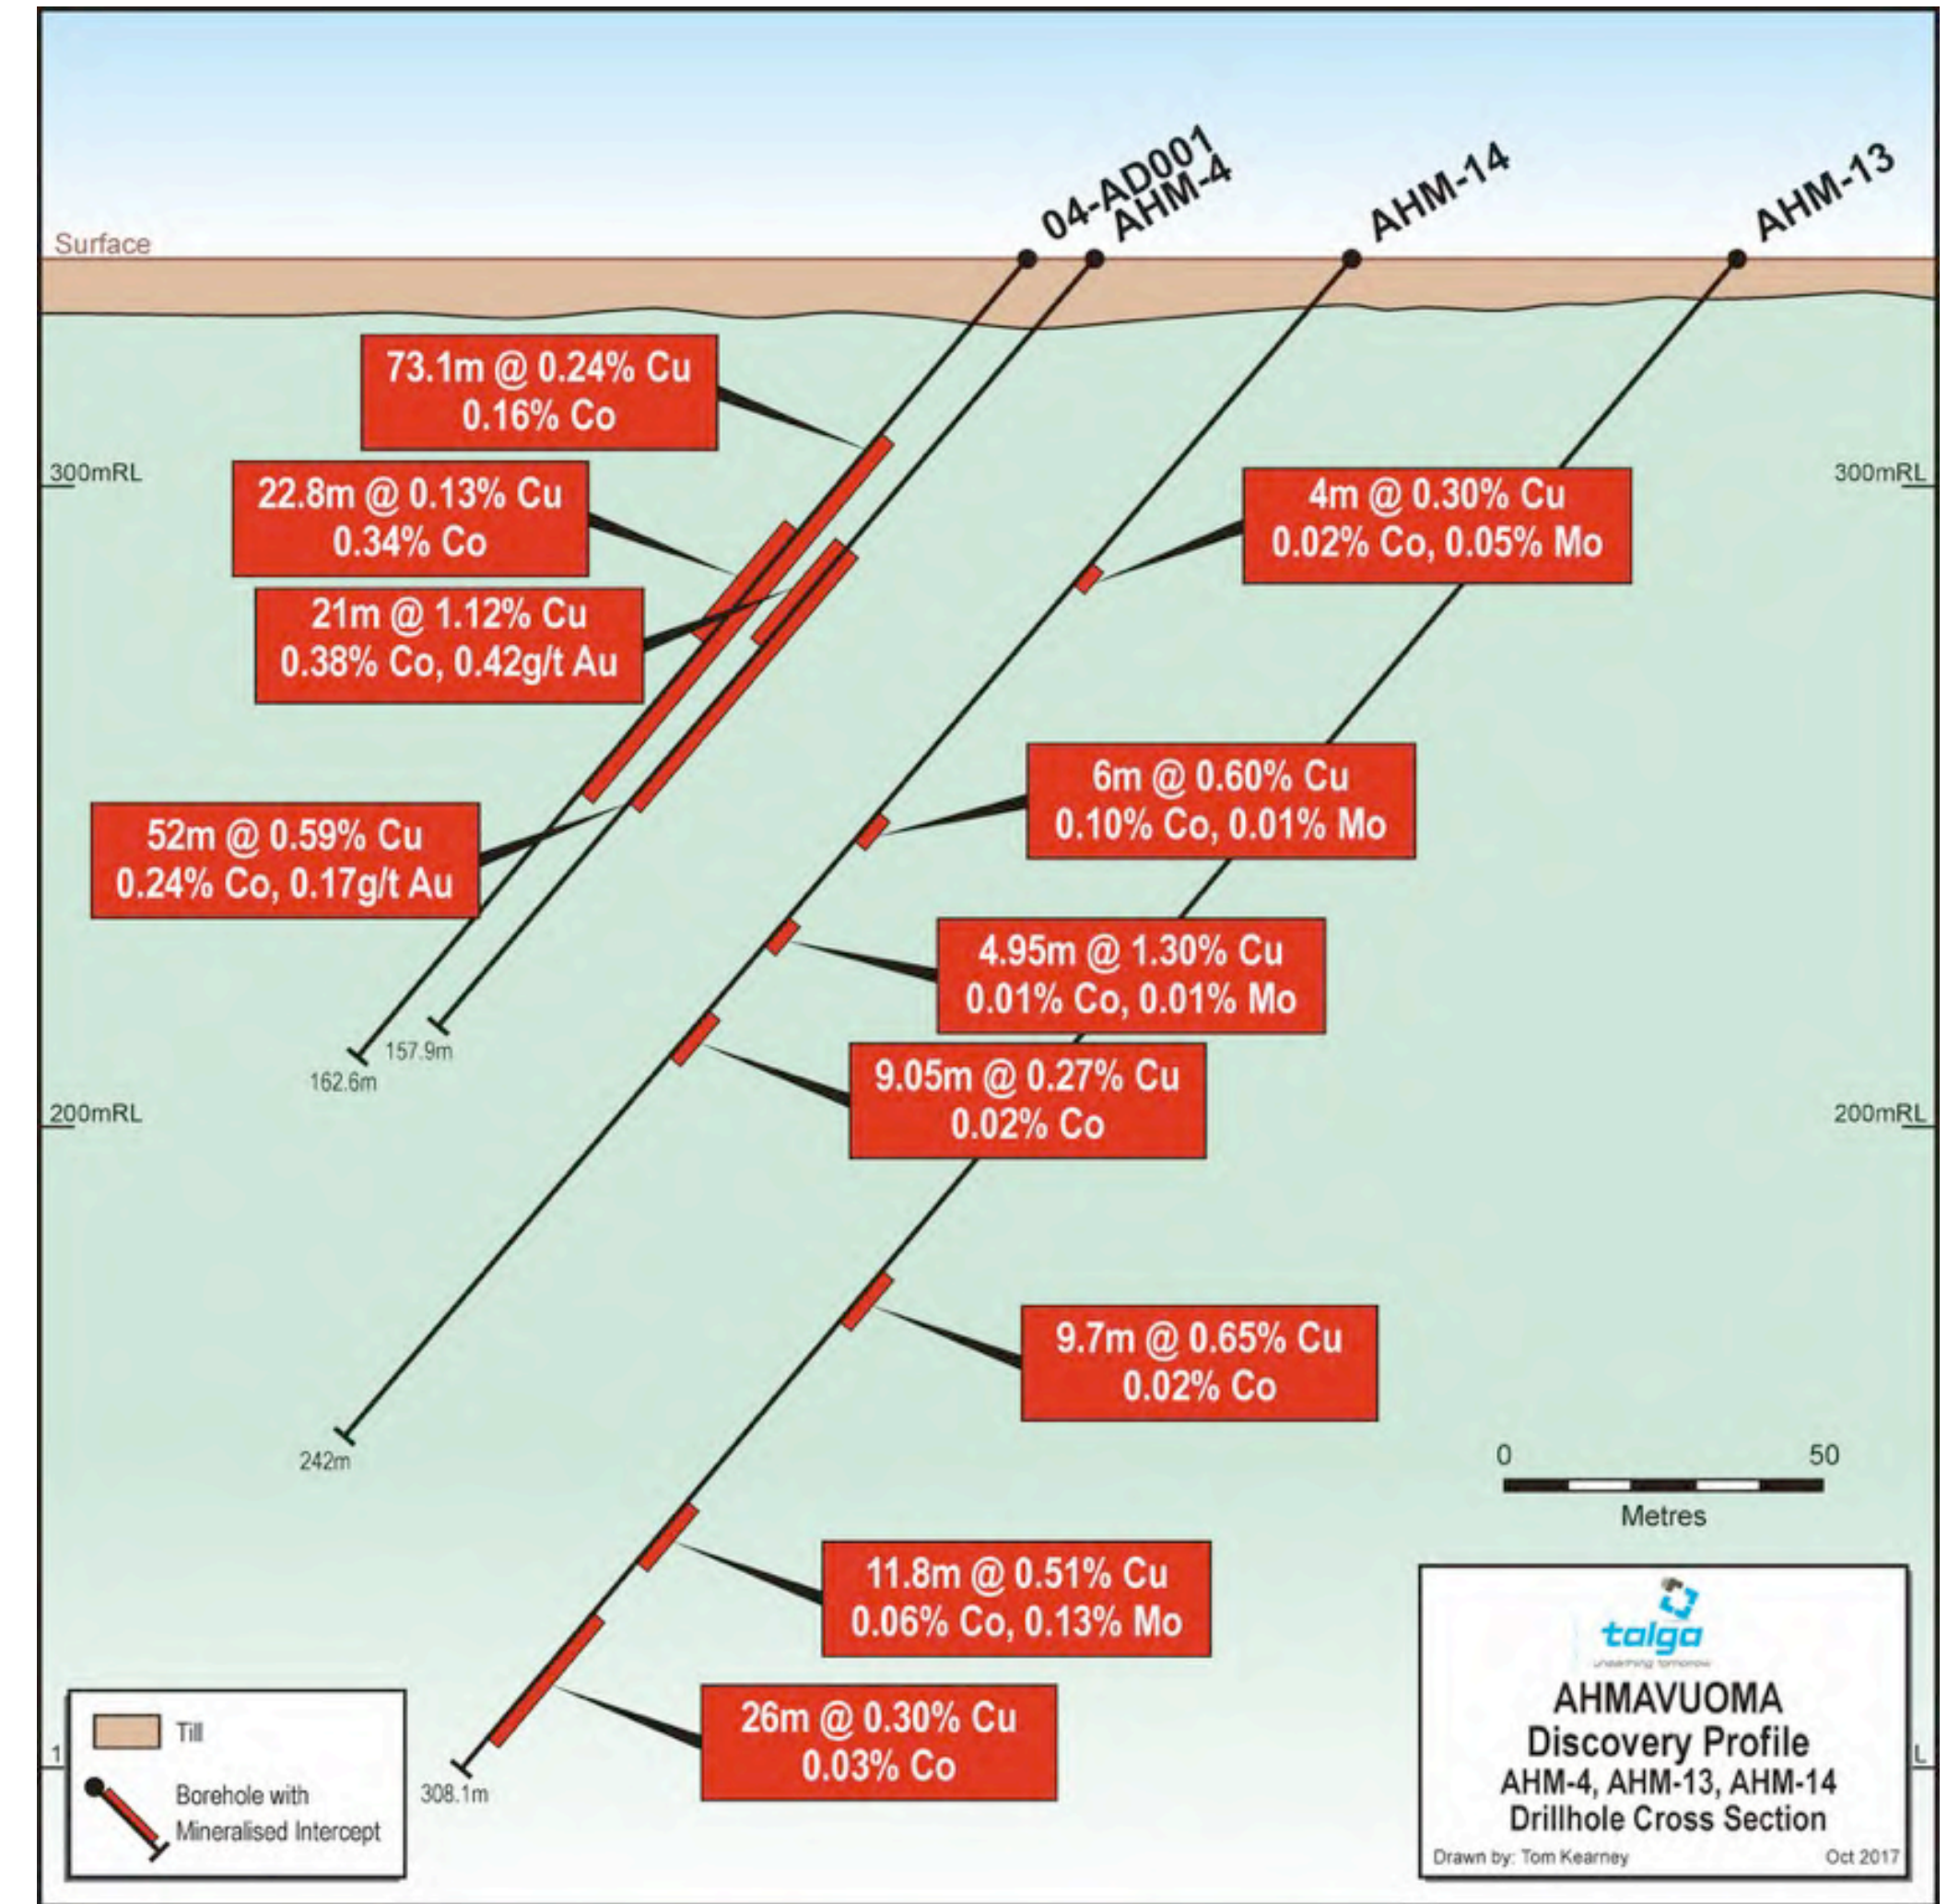 04-AD001
AHM-4
AHM-14
AHM-13
Surface
73.1m @ 0.24% Cu
0.16% Co
300mRL
300mRL
22.8m @ 0.13% Cu
0.34% Co
4m @ 0.30% Cu
0.02% Co, 0.05% Mo
21m @ 1.12% Cu
0.38% Co, 0.42g/t Au
6m @ 0.60% Cu
0.10% Co, 0.01% Mo
52m @ 0.59% Cu
0.24% Co, 0.17g/t Au
4.95m @ 1.30% Cu
0.01% Co, 0.01% Mo
157.9m
162.6m
9.05m @ 0.27% Cu
0.02% Co
200mRL
200mRL
9.7m @ 0.65% Cu
0.02% Co
242m
0 50
Metres
11.8m @ 0.51% Cu
0.06% Co, 0.13% Mo
26m @ 0.30% Cu
0.03% Co
308.1m
1
L
Till
Borehole with
Mineralised Intercept
talga
unearthing tomorrow
AHMAVUOMA
Discovery Profile
AHM-4, AHM-13, AHM-14
Drillhole Cross Section
Drawn by: Tom Kearney Oct 2017